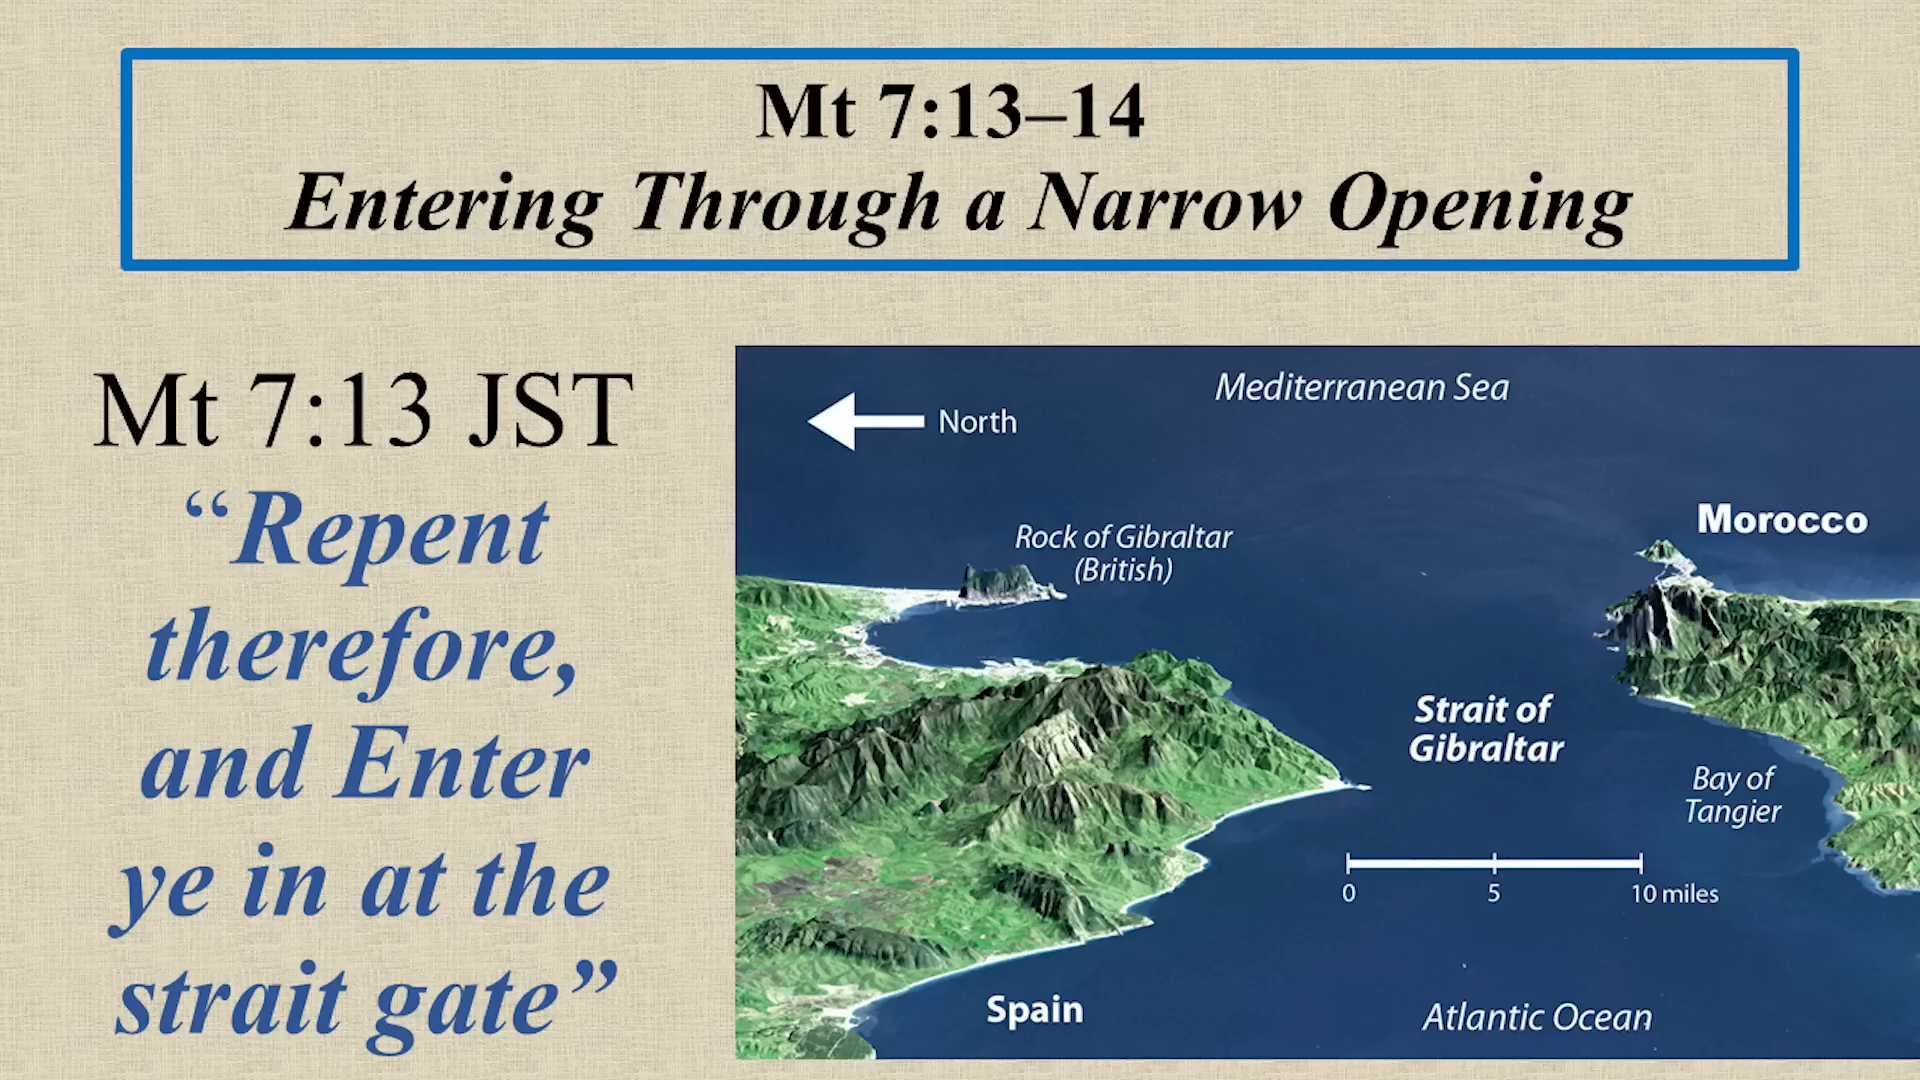 Mt 7:13–14
Entering Through a Narrow Opening
Mt 7:13 JST
“Repent
therefore,
and Enter
ye in at the
strait gate”
Mediterranean Sea
North
Morocco
Rock of Gibraltar
(British)
Strait of
Gibraltar
Bay of
Tangier
0 5 10 miles
Spain
Atlantic Ocean